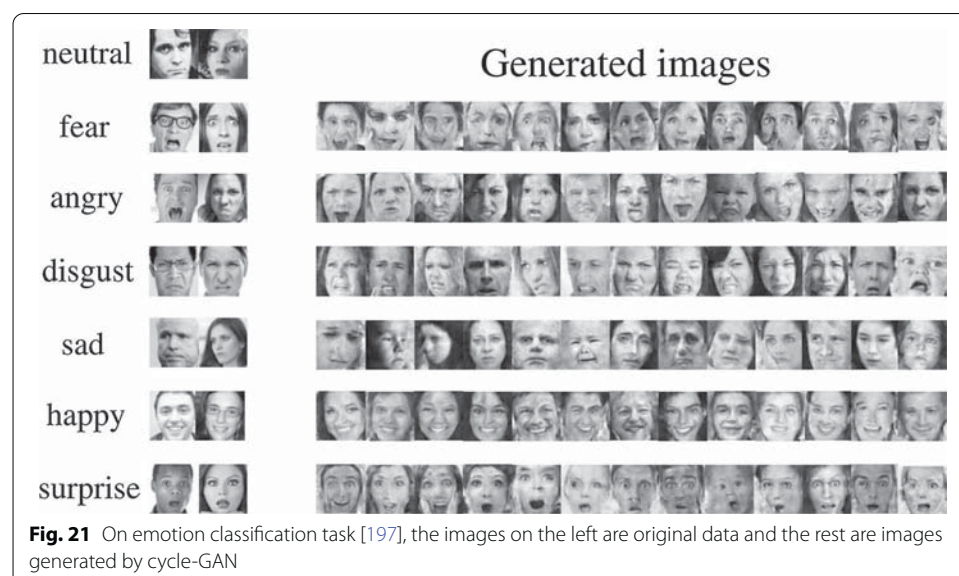 neutral
Generated images
fear
angry
disgust
sad
happy
surprise
Fig. 21 On emotion classification task [197], the images on the left are original data and the rest are images
generated by cycle-GAN